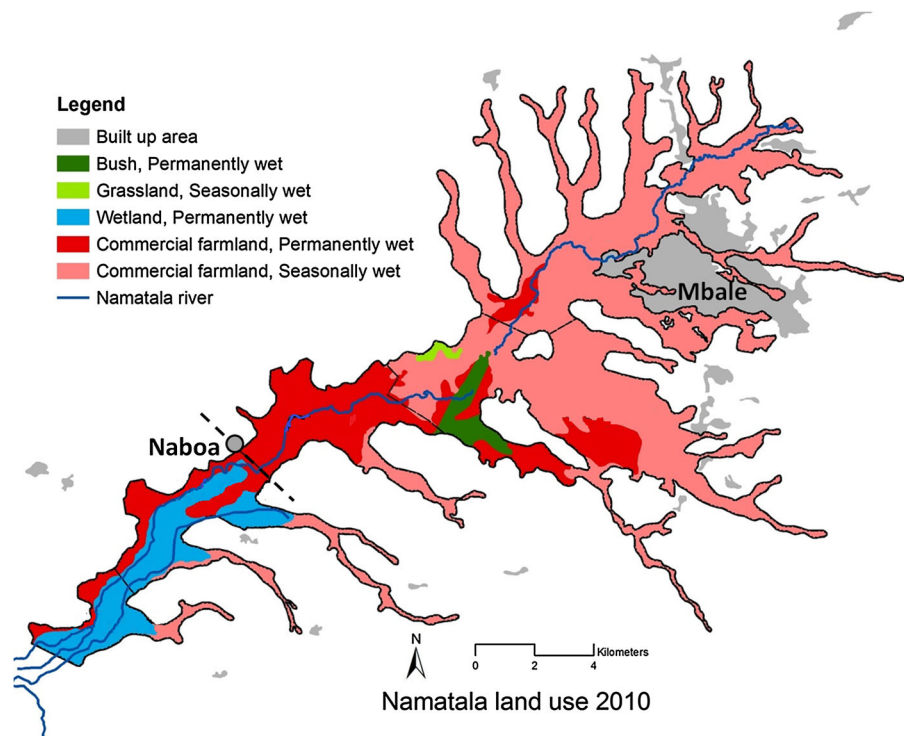 Legend
Built up area
Bush, Permanently wet
Grassland, Seasonally wet
Wetland, Permanently wet
Commercial farmland, Permanently wet
Commercial farmland, Seasonally wet
Namatala river
Mbale
Naboa
N
Kilometers
0 2 4
Namatala land use 2010